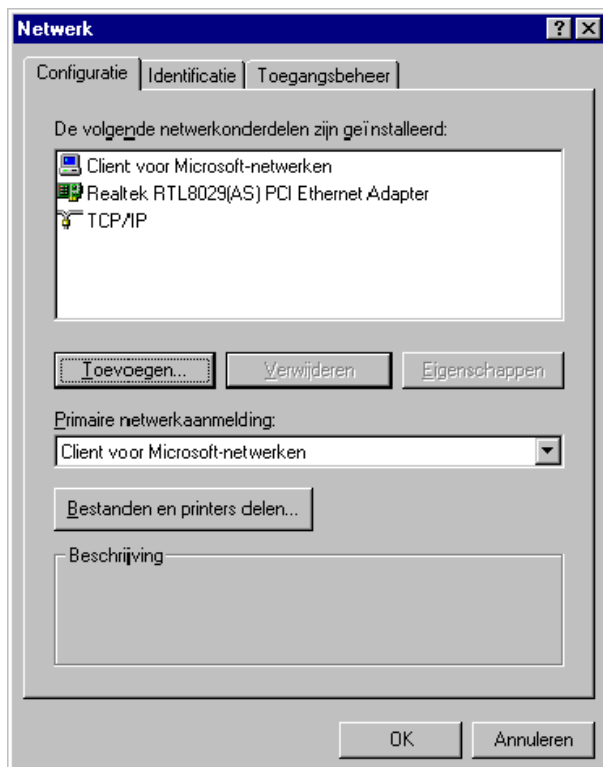 Netwerk
Configuratie
Identificatie
Toegangsbeheer
De volgende netwerkonderdelen zijn geïnstalleerd:
Client voor Microsoft-netwerken
Realtek RTL8029(AS) PCI Ethernet Adapter
TCP/IP
Toevoegen...
Verwijderen
Eigenschappen
Primaire netwerkaanmelding:
Client voor Microsoft-netwerken
Bestanden en printers delen...
Beschrijving
OK
Annuleren